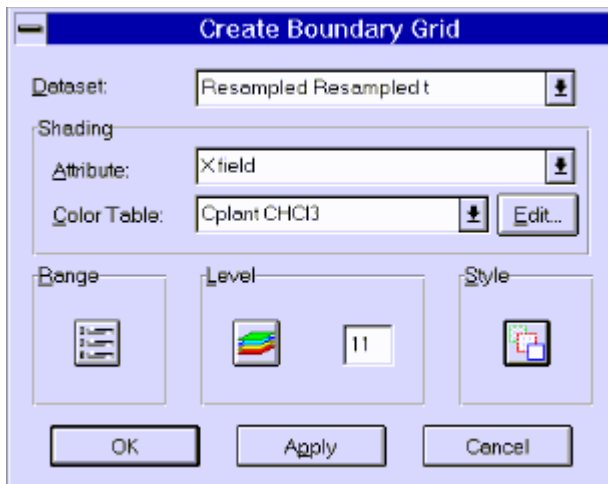 Create Boundary Grid
Dataset: Resampled Resampled t
Shading
Attribute: X field
Color Table: Cplant CHCl3 Edit...
Range Level Style
11
OK Apply Cancel